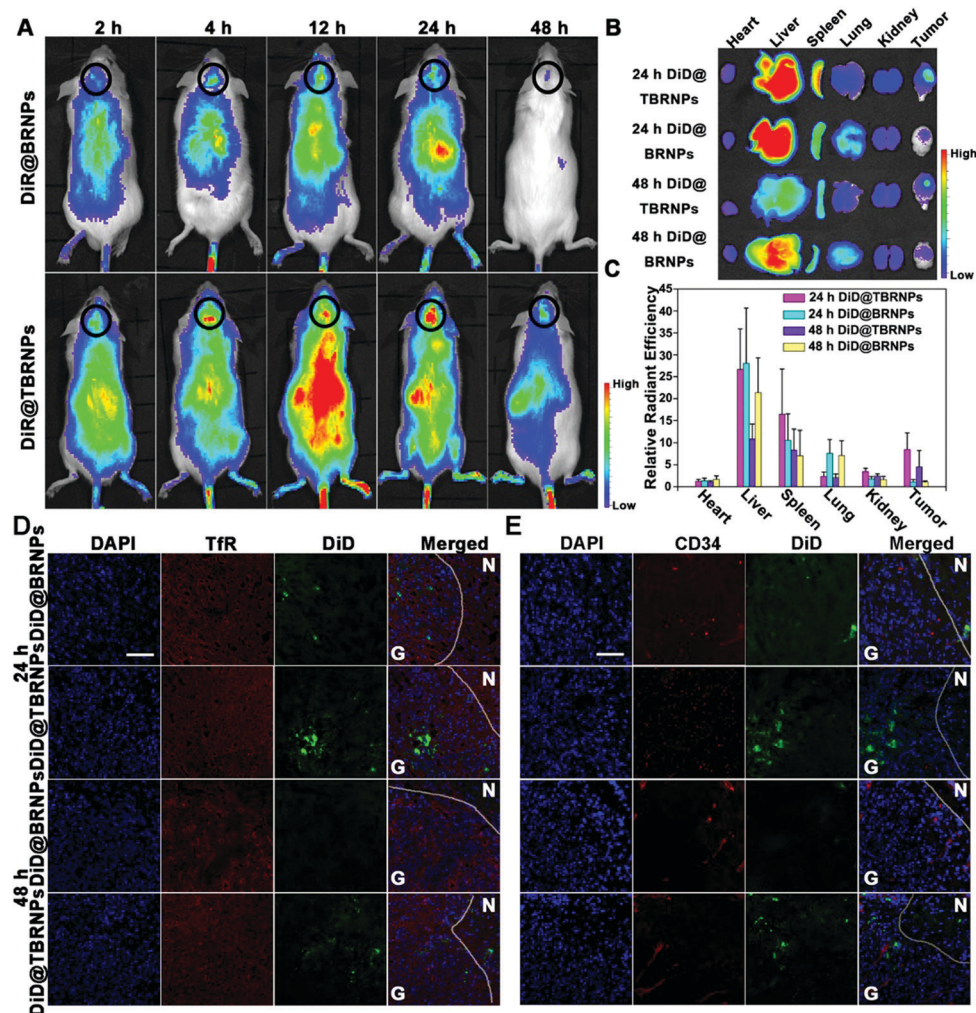 A
2 h 4 h 12 h 24 h 48 h
DiR@BRNPs
DiR@TBRNPs
High
Low
B
Heart Liver Spleen Lung Kidney Tumor
24 h DiD@
TBRNPs
24 h DiD@
BRNPs
48 h DiD@
TBRNPs
48 h DiD@
BRNPs
High
Low
C
Relative Radiant Efficiency
45
40
35
30
25
20
15
10
5
0
24 h DiD@TBRNPs
24 h DiD@BRNPs
48 h DiD@TBRNPs
48 h DiD@BRNPs
Heart Liver Spleen Lung Kidney Tumor
D
DAPI TfR DiD Merged
24 h
DiD@BRNPs
DiD@TBRNPs
48 h
DiD@BRNPs
DiD@TBRNPs
N
G
N
G
N
G
N
G
E
DAPI CD34 DiD Merged
N
G
N
G
N
G
N
G